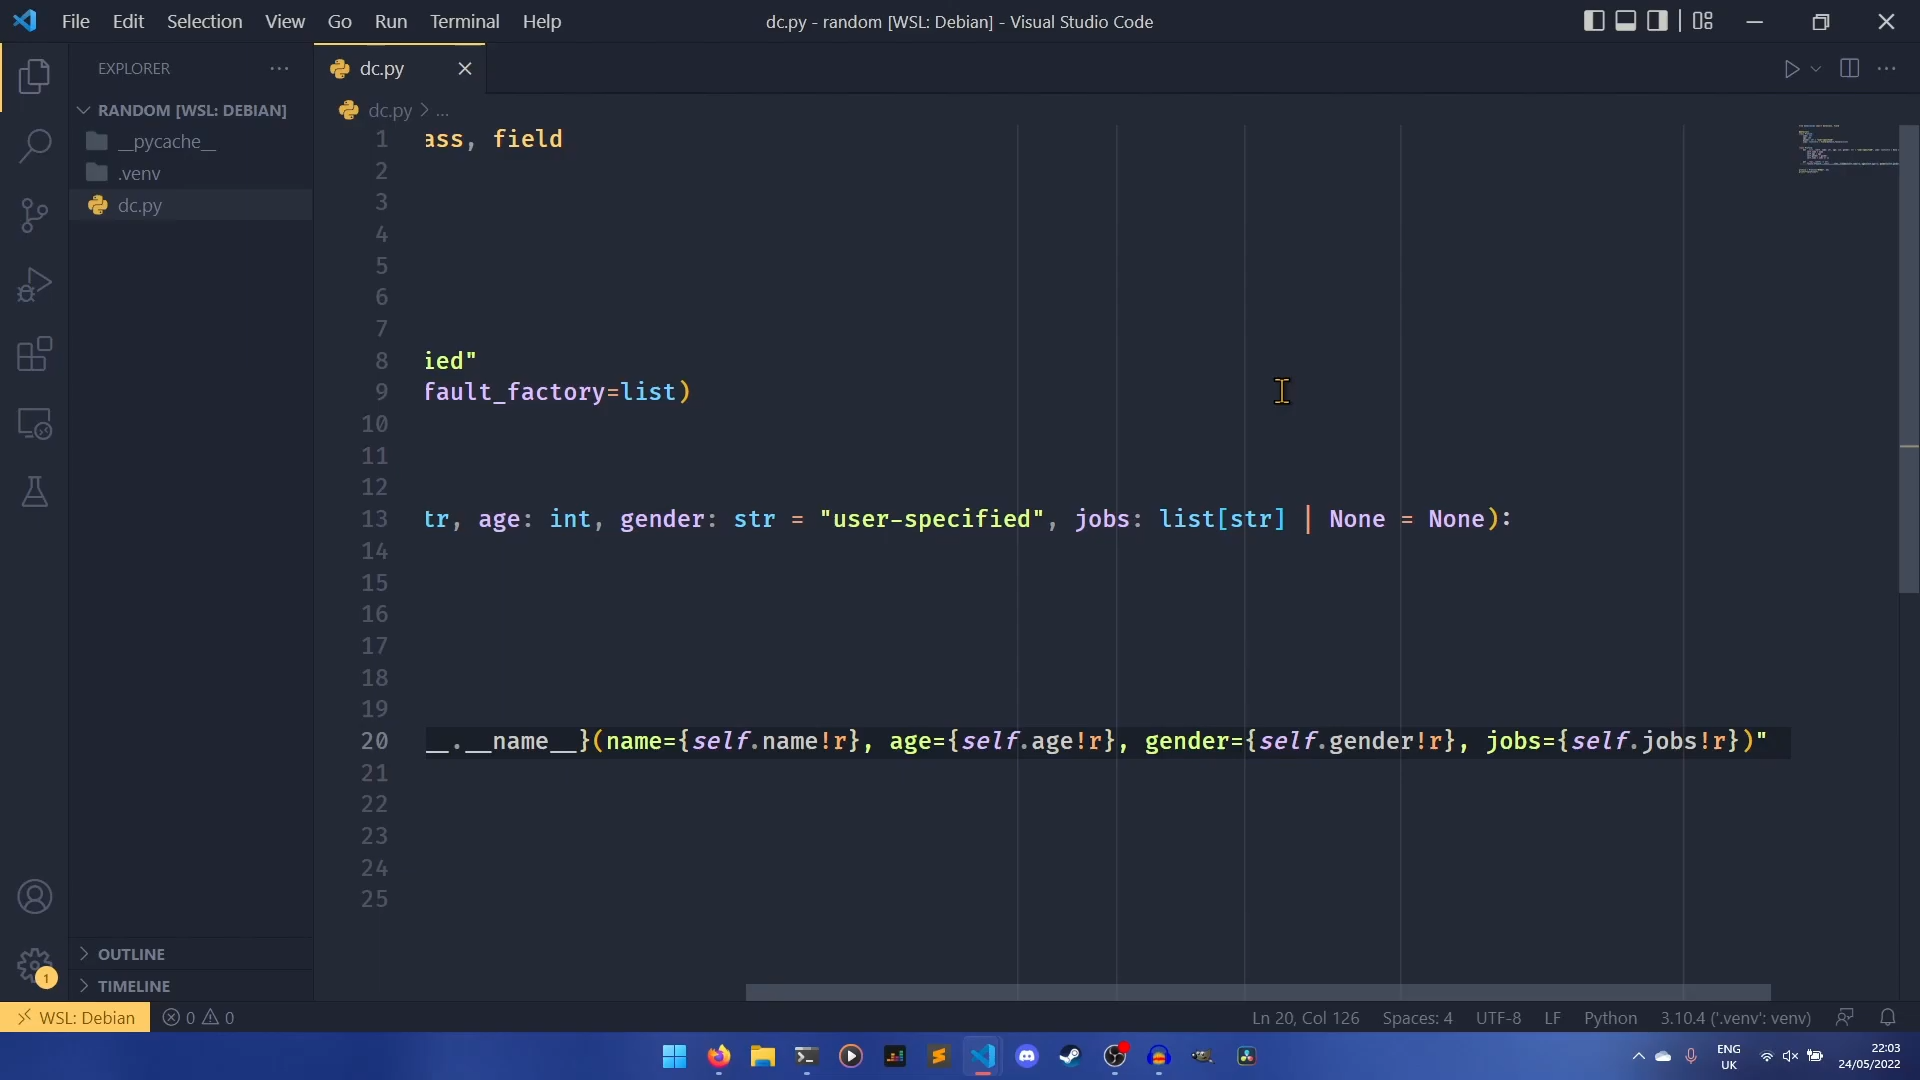 File Edit Selection View Go Run Terminal Help
dc.py - random [WSL: Debian] - Visual Studio Code
EXPLORER
dc.py
RANDOM [WSL: DEBIAN]
dc.py > ...
__pycache__
.venv
dc.py
1 ass, field
2
3
4
5
6
7
8 ied"
9 fault_factory=list)
10
11
12
13 tr, age: int, gender: str = "user-specified", jobs: list[str] | None = None):
14
15
16
17
18
19
20 __.__name__}(name={self.name!r}, age={self.age!r}, gender={self.gender!r}, jobs={self.jobs!r})"
21
22
23
24
25
OUTLINE
TIMELINE
1
WSL: Debian 0 0 Ln 20, Col 126 Spaces: 4 UTF-8 LF Python 3.10.4 ('.venv': venv)
ENG
UK
22:03
24/05/2022